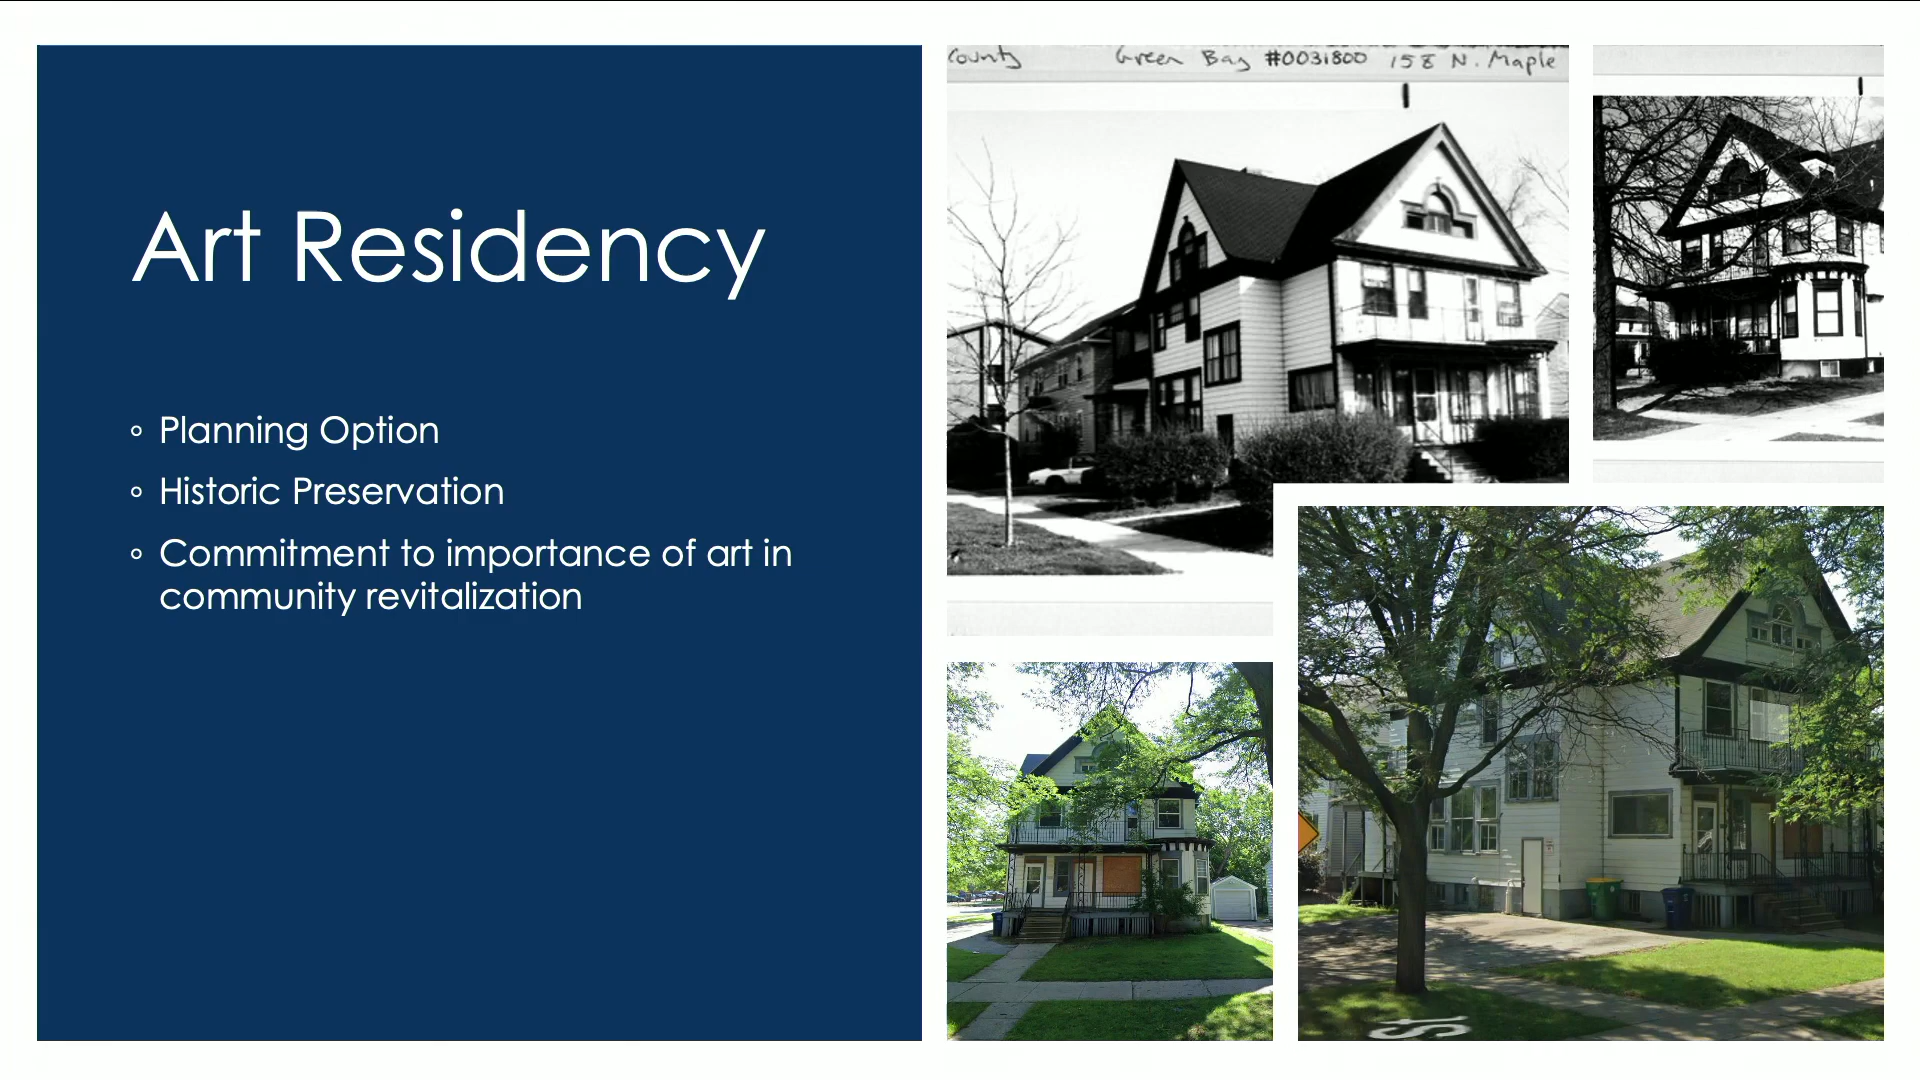 Art Residency
◦ Planning Option
◦ Historic Preservation
◦ Commitment to importance of art in
community revitalization
County Green Bay #0031800 158 N. Maple